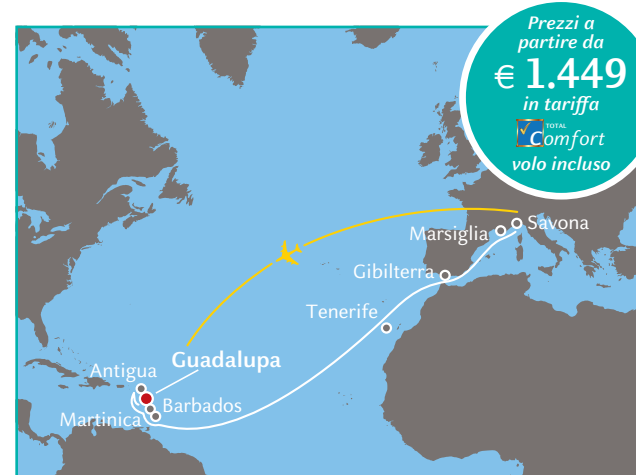 Prezzi a
partire da
€ 1.449
in tariffa
TOTAL
Comfort
volo incluso
Savona
Marsiglia
Gibilterra
Tenerife
Guadalupa
Antigua
Barbados
Martinica